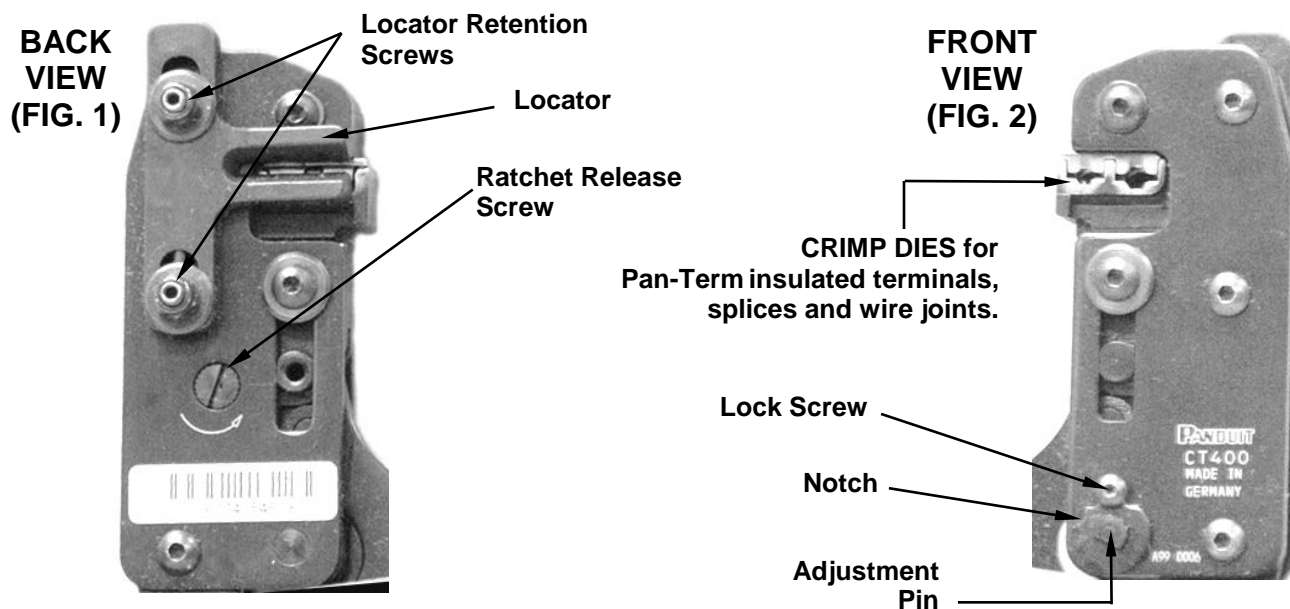 BACK
VIEW
(FIG. 1)
Locator Retention
Screws
Locator
Ratchet Release
Screw
FRONT
VIEW
(FIG. 2)
CRIMP DIES for
Pan-Term insulated terminals,
splices and wire joints.
Lock Screw
Notch
Adjustment
Pin
PANDUIT
CT400
MADE IN
GERMANY
A99 0006